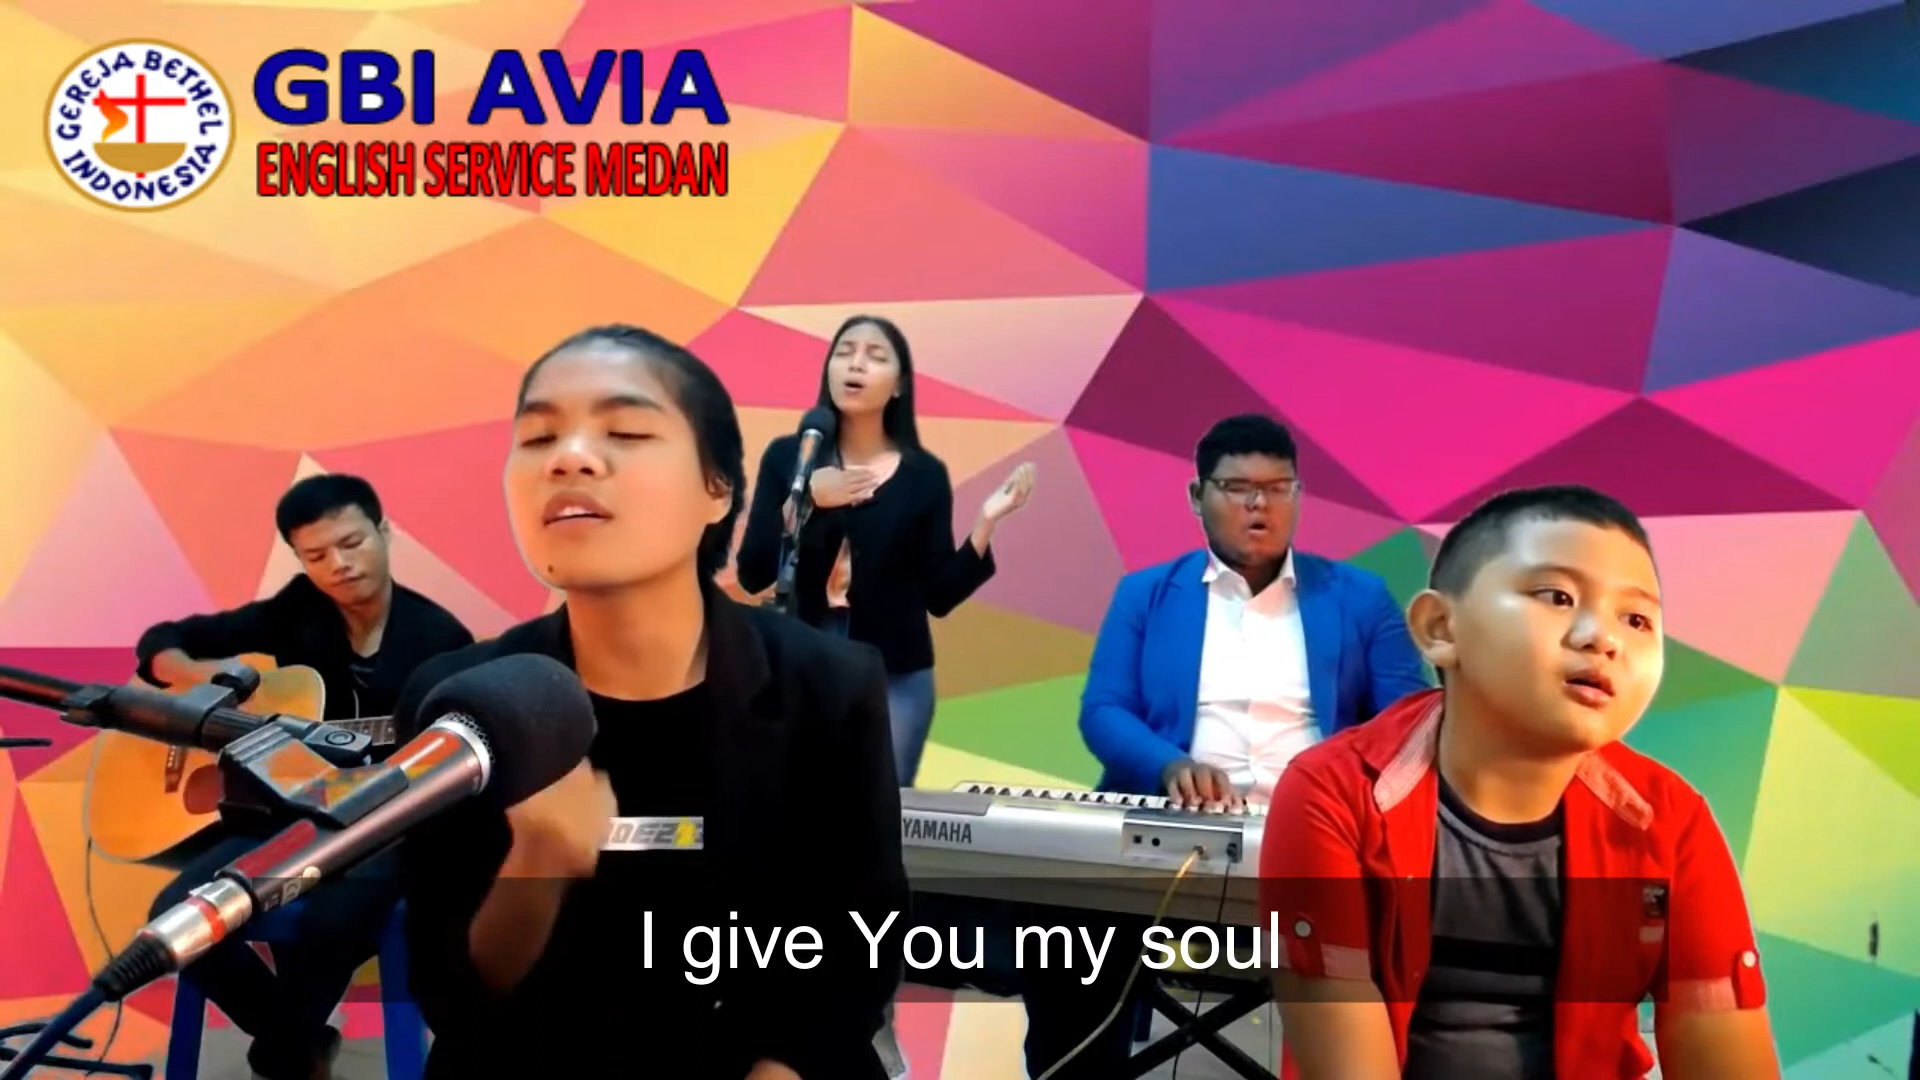 GEREJA BETHEL INDONESIA
GBI AVIA
ENGLISH SERVICE MEDAN
YAMAHA
I give You my soul